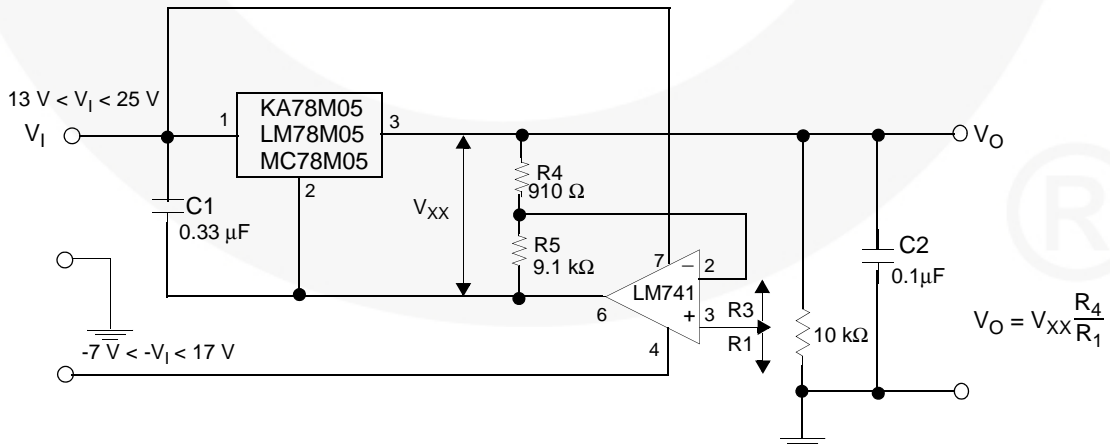 13 V < V_I < 25 V
V_I
1
KA78M05
LM78M05
MC78M05
3
2
V_O
C1
0.33 μF
V_XX
R4
910 Ω
R5
9.1 kΩ
7
−
2
LM741
6
+
3
4
R3
R1
10 kΩ
C2
0.1μF
V_O = V_XX R_4/R_1
-7 V < -V_I < 17 V
®